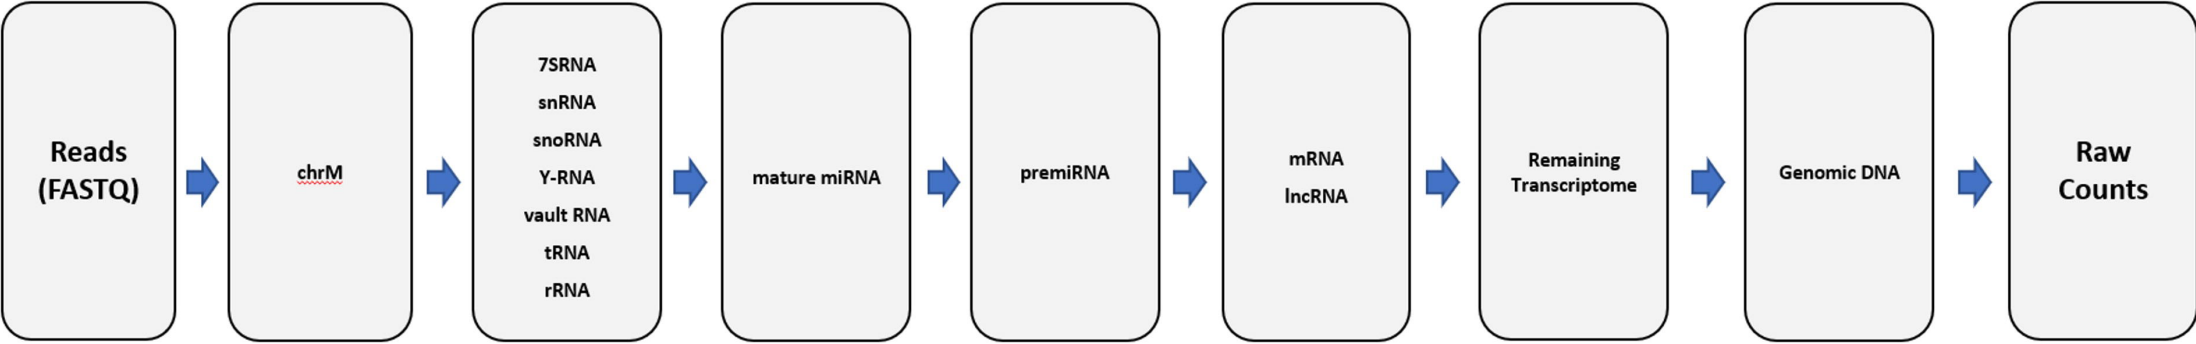 Reads
(FASTQ)
chrM
7SRNA
snRNA
snoRNA
Y-RNA
vault RNA
tRNA
rRNA
mature miRNA
premiRNA
mRNA
lncRNA
Remaining
Transcriptome
Genomic DNA
Raw
Counts